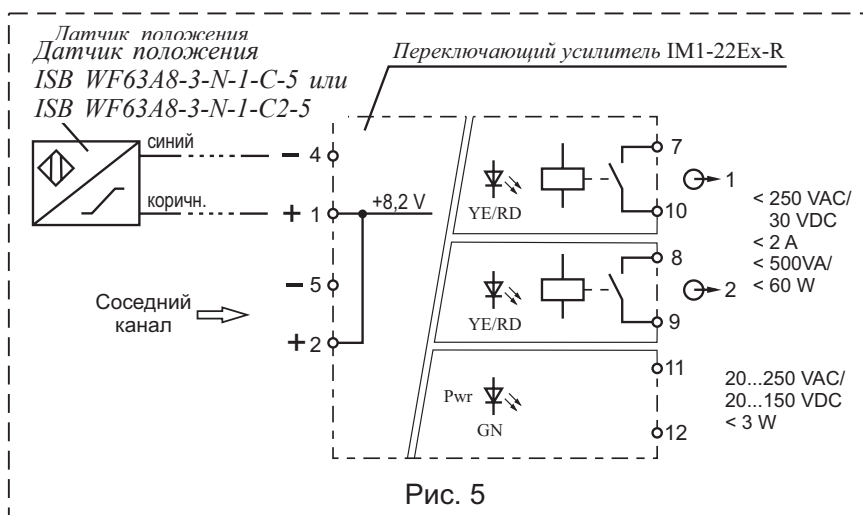 Датчик положения
Датчик положения
ISB WF63A8-3-N-1-C-5 или
ISB WF63A8-3-N-1-C2-5
Переключающий усилитель IM1-22Ex-R
синий
коричн.
− 4
+ 1
+8,2 V
− 5
+ 2
Соседний
канал
YE/RD
7
10
1
YE/RD
8
9
2
< 250 VAC/
30 VDC
< 2 A
< 500VA/
< 60 W
Pwr
GN
11
12
20...250 VAC/
20...150 VDC
< 3 W
Рис. 5